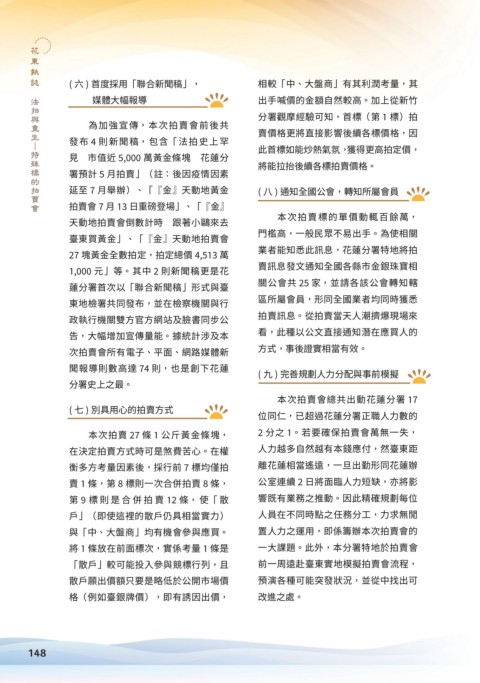 花東執誌
法拍與重生—特殊標的拍賣會
(六)首度採用「聯合新聞稿」，
媒體大幅報導
為加強宣傳，本次拍賣會前後共
發布 4 則新聞稿，包含「法拍史上罕
見　市值近 5,000 萬黃金條塊　花蓮分
署預計 5 月拍賣」（註：後因疫情因素
延至 7 月舉辦）、「『金』天動地黃金
拍賣會 7 月 13 日重磅登場」、「『金』
天動地拍賣會倒數計時　跟著小鷗來去
臺東買黃金」、「『金』天動地拍賣會
27 塊黃金全數拍定，拍定總價 4,513 萬
1,000 元」等。其中 2 則新聞稿更是花
蓮分署首次以「聯合新聞稿」形式與臺
東地檢署共同發布，並在檢察機關與行
政執行機關雙方官方網站及臉書同步公
告，大幅增加宣傳量能。據統計涉及本
次拍賣會所有電子、平面、網路媒體新
聞報導則數高達 74 則，也是創下花蓮
分署史上之最。
(七)別具用心的拍賣方式
本次拍賣 27 條 1 公斤黃金條塊，
在決定拍賣方式時可是煞費苦心。在權
衡多方考量因素後，採行前 7 標均僅拍
賣 1 條，第 8 標則一次合併拍賣 8 條，
第 9 標則是合併拍賣 12 條，使「散
戶」（即使這裡的散戶仍具相當實力）
與「中、大盤商」均有機會參與應買。
將 1 條放在前面標次，實係考量 1 條是
「散戶」較可能投入參與競標行列，且
散戶願出價額只要是略低於公開市場價
格（例如臺銀牌價），即有誘因出價，
相較「中、大盤商」有其利潤考量，其
出手喊價的金額自然較高。加上從新竹
分署觀摩經驗可知，首標（第 1 標）拍
賣價格更將直接影響後續各標價格，因
此首標如能炒熱氣氛，獲得更高拍定價，
將能拉抬後續各標拍賣價格。
(八)通知全國公會，轉知所屬會員
本次拍賣標的單價動輒百餘萬，
門檻高，一般民眾不易出手。為使相關
業者能知悉此訊息，花蓮分署特地將拍
賣訊息發文通知全國各縣市金銀珠寶相
關公會共 25 家，並請各該公會轉知轄
區所屬會員，形同全國業者均同時獲悉
拍賣訊息。從拍賣當天人潮擠爆現場來
看，此種以公文直接通知潛在應買人的
方式，事後證實相當有效。
(九)完善規劃人力分配與事前模擬
本次拍賣會總共出動花蓮分署 17
位同仁，已超過花蓮分署正職人力數的
2 分之 1。若要確保拍賣會萬無一失，
人力越多自然越有本錢應付，然臺東距
離花蓮相當遙遠，一旦出勤形同花蓮辦
公室連續 2 日將面臨人力短缺，亦將影
響既有業務之推動。因此精確規劃每位
人員在不同時點之任務分工，力求無閒
置人力之運用，即係籌辦本次拍賣會的
一大課題。此外，本分署特地於拍賣會
前一周遠赴臺東實地模擬拍賣會流程，
預演各種可能突發狀況，並從中找出可
改進之處。
148